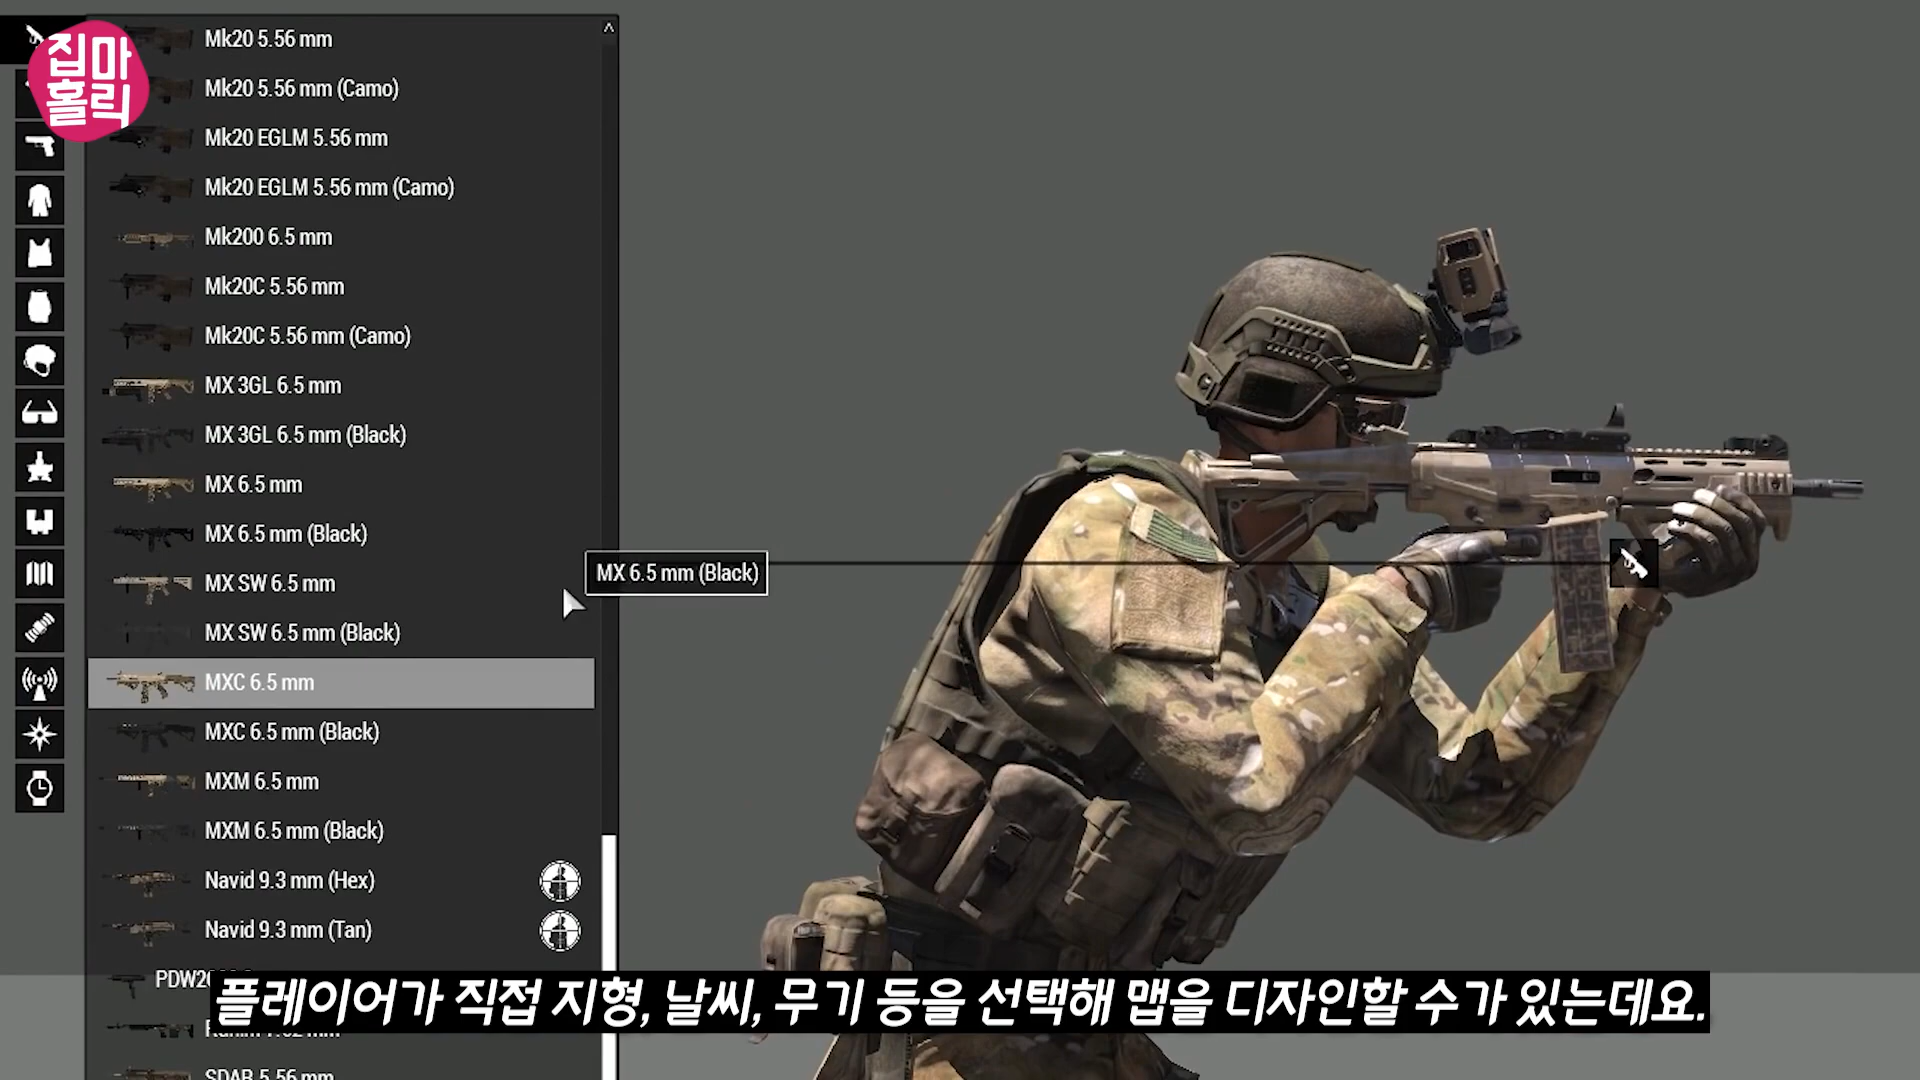 집마
홀릭
Mk20 5.56 mm
Mk20 5.56 mm (Camo)
Mk20 EGLM 5.56 mm
Mk20 EGLM 5.56 mm (Camo)
Mk200 6.5 mm
Mk20C 5.56 mm
Mk20C 5.56 mm (Camo)
MX 3GL 6.5 mm
MX 3GL 6.5 mm (Black)
MX 6.5 mm
MX 6.5 mm (Black)
MX 6.5 mm (Black)
MX SW 6.5 mm
MX SW 6.5 mm (Black)
MXC 6.5 mm
MXC 6.5 mm (Black)
MXM 6.5 mm
MXM 6.5 mm (Black)
Navid 9.3 mm (Hex)
Navid 9.3 mm (Tan)
플레이어가 직접 지형, 날씨, 무기 등을 선택해 맵을 디자인할 수가 있는데요.
SDAR 5.56 mm